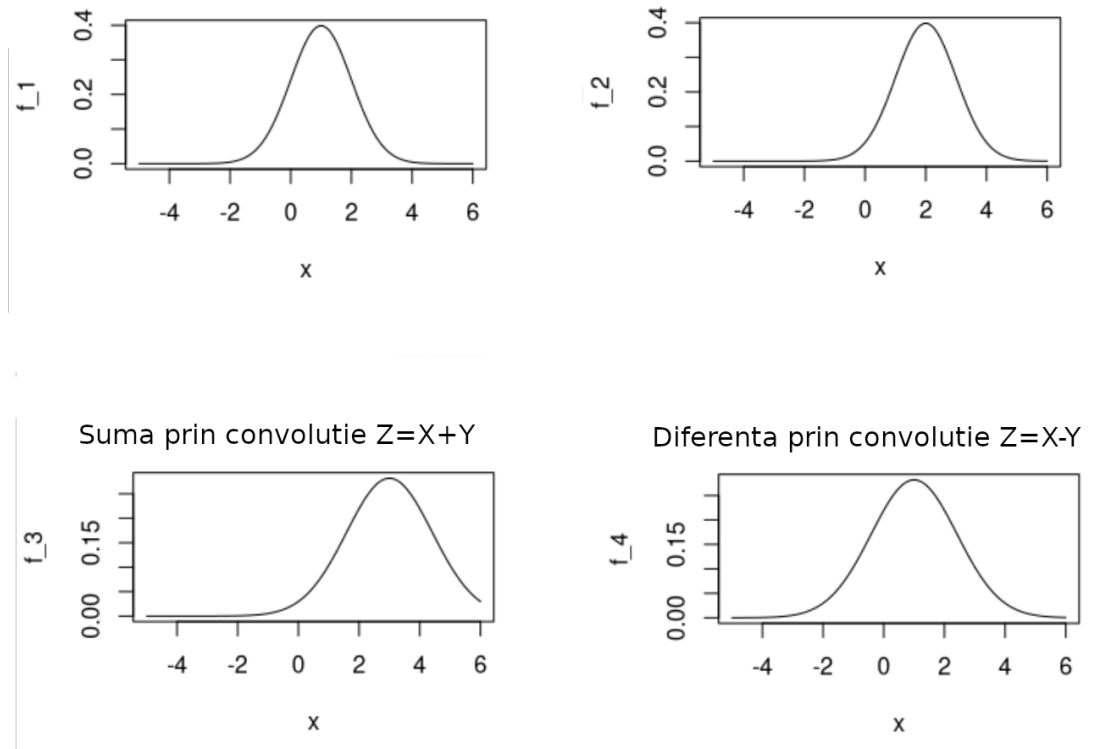 0.4
0.2
0.0
f_1
-4 -2 0 2 4 6
x
0.4
0.2
0.0
f_2
-4 -2 0 2 4 6
x
Suma prin convolutie Z=X+Y
0.15
0.00
f_3
-4 -2 0 2 4 6
x
Diferenta prin convolutie Z=X-Y
0.15
0.00
f_4
-4 -2 0 2 4 6
x